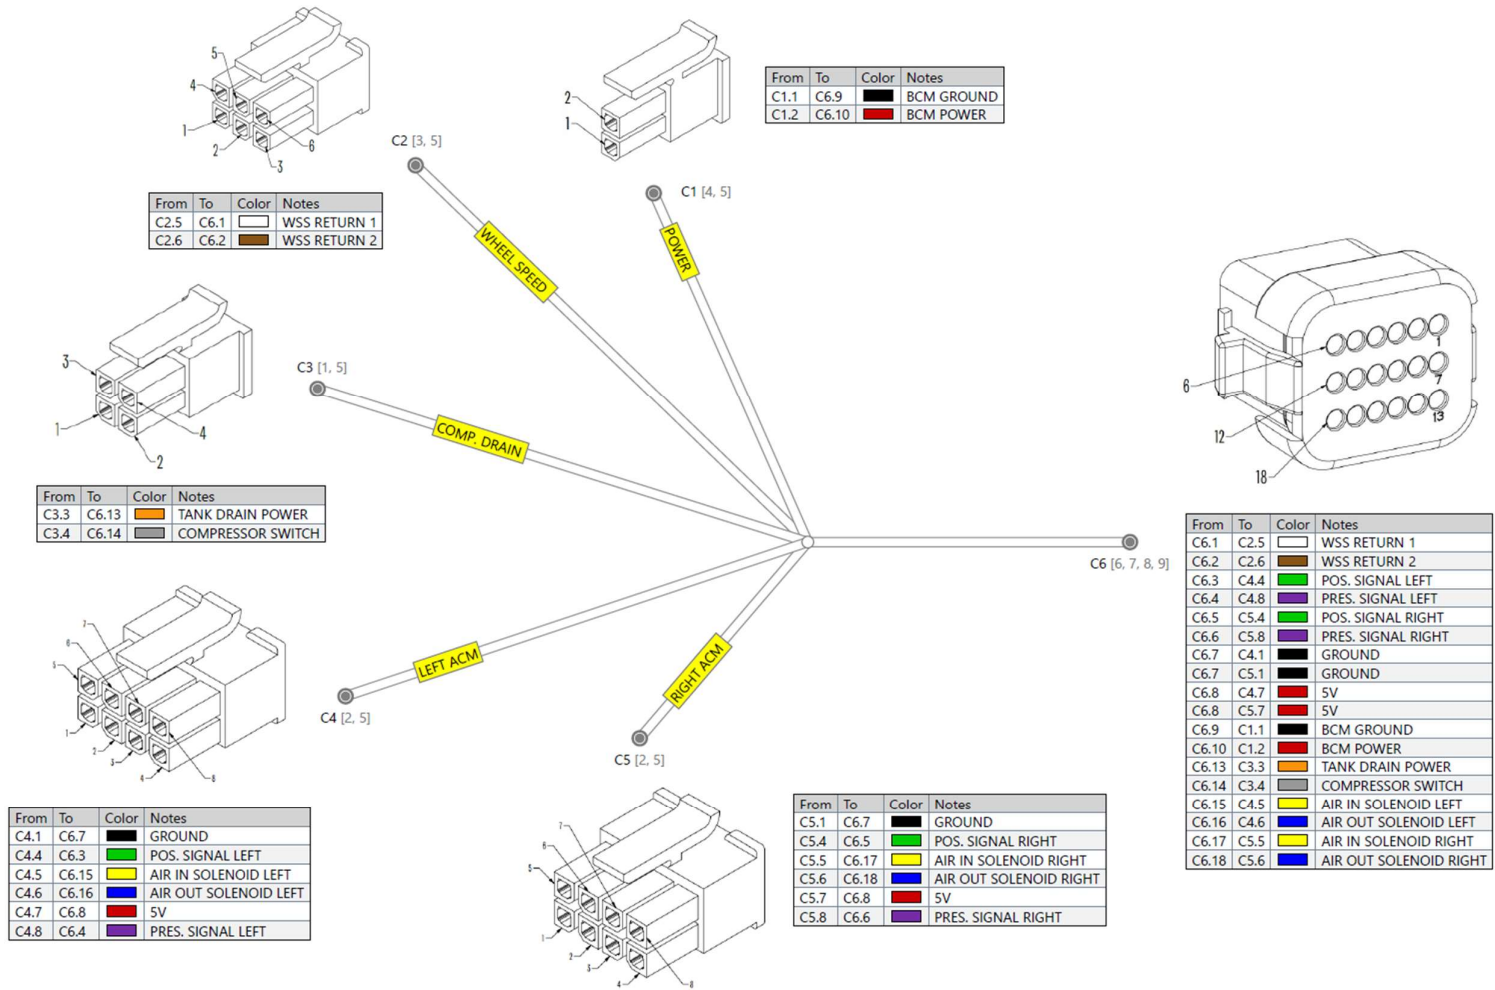 5
4
1
2
6
3
2
1
From To Color Notes
C1.1 C6.9 BCM GROUND
C1.2 C6.10 BCM POWER
C2 [3, 5]
C1 [4, 5]
From To Color Notes
C2.5 C6.1 WSS RETURN 1
C2.6 C6.2 WSS RETURN 2
WHEEL SPEED
POWER
3
1
4
2
C3 [1, 5]
COMP. DRAIN
1
6
7
12
13
18
From To Color Notes
C3.3 C6.13 TANK DRAIN POWER
C3.4 C6.14 COMPRESSOR SWITCH
C6 [6, 7, 8, 9]
From To Color Notes
C6.1 C2.5 WSS RETURN 1
C6.2 C2.6 WSS RETURN 2
C6.3 C4.4 POS. SIGNAL LEFT
C6.4 C4.8 PRES. SIGNAL LEFT
C6.5 C5.4 POS. SIGNAL RIGHT
C6.6 C5.8 PRES. SIGNAL RIGHT
C6.7 C4.1 GROUND
C6.7 C5.1 GROUND
C6.8 C4.7 5V
C6.8 C5.7 5V
C6.9 C1.1 BCM GROUND
C6.10 C1.2 BCM POWER
C6.13 C3.3 TANK DRAIN POWER
C6.14 C3.4 COMPRESSOR SWITCH
C6.15 C4.5 AIR IN SOLENOID LEFT
C6.16 C4.6 AIR OUT SOLENOID LEFT
C6.17 C5.5 AIR IN SOLENOID RIGHT
C6.18 C5.6 AIR OUT SOLENOID RIGHT
7
6
5
1
2
3
4
8
LEFT ACM
C4 [2, 5]
RIGHT ACM
C5 [2, 5]
From To Color Notes
C4.1 C6.7 GROUND
C4.4 C6.3 POS. SIGNAL LEFT
C4.5 C6.15 AIR IN SOLENOID LEFT
C4.6 C6.16 AIR OUT SOLENOID LEFT
C4.7 C6.8 5V
C4.8 C6.4 PRES. SIGNAL LEFT
7
6
5
1
2
3
4
8
From To Color Notes
C5.1 C6.7 GROUND
C5.4 C6.5 POS. SIGNAL RIGHT
C5.5 C6.17 AIR IN SOLENOID RIGHT
C5.6 C6.18 AIR OUT SOLENOID RIGHT
C5.7 C6.8 5V
C5.8 C6.6 PRES. SIGNAL RIGHT